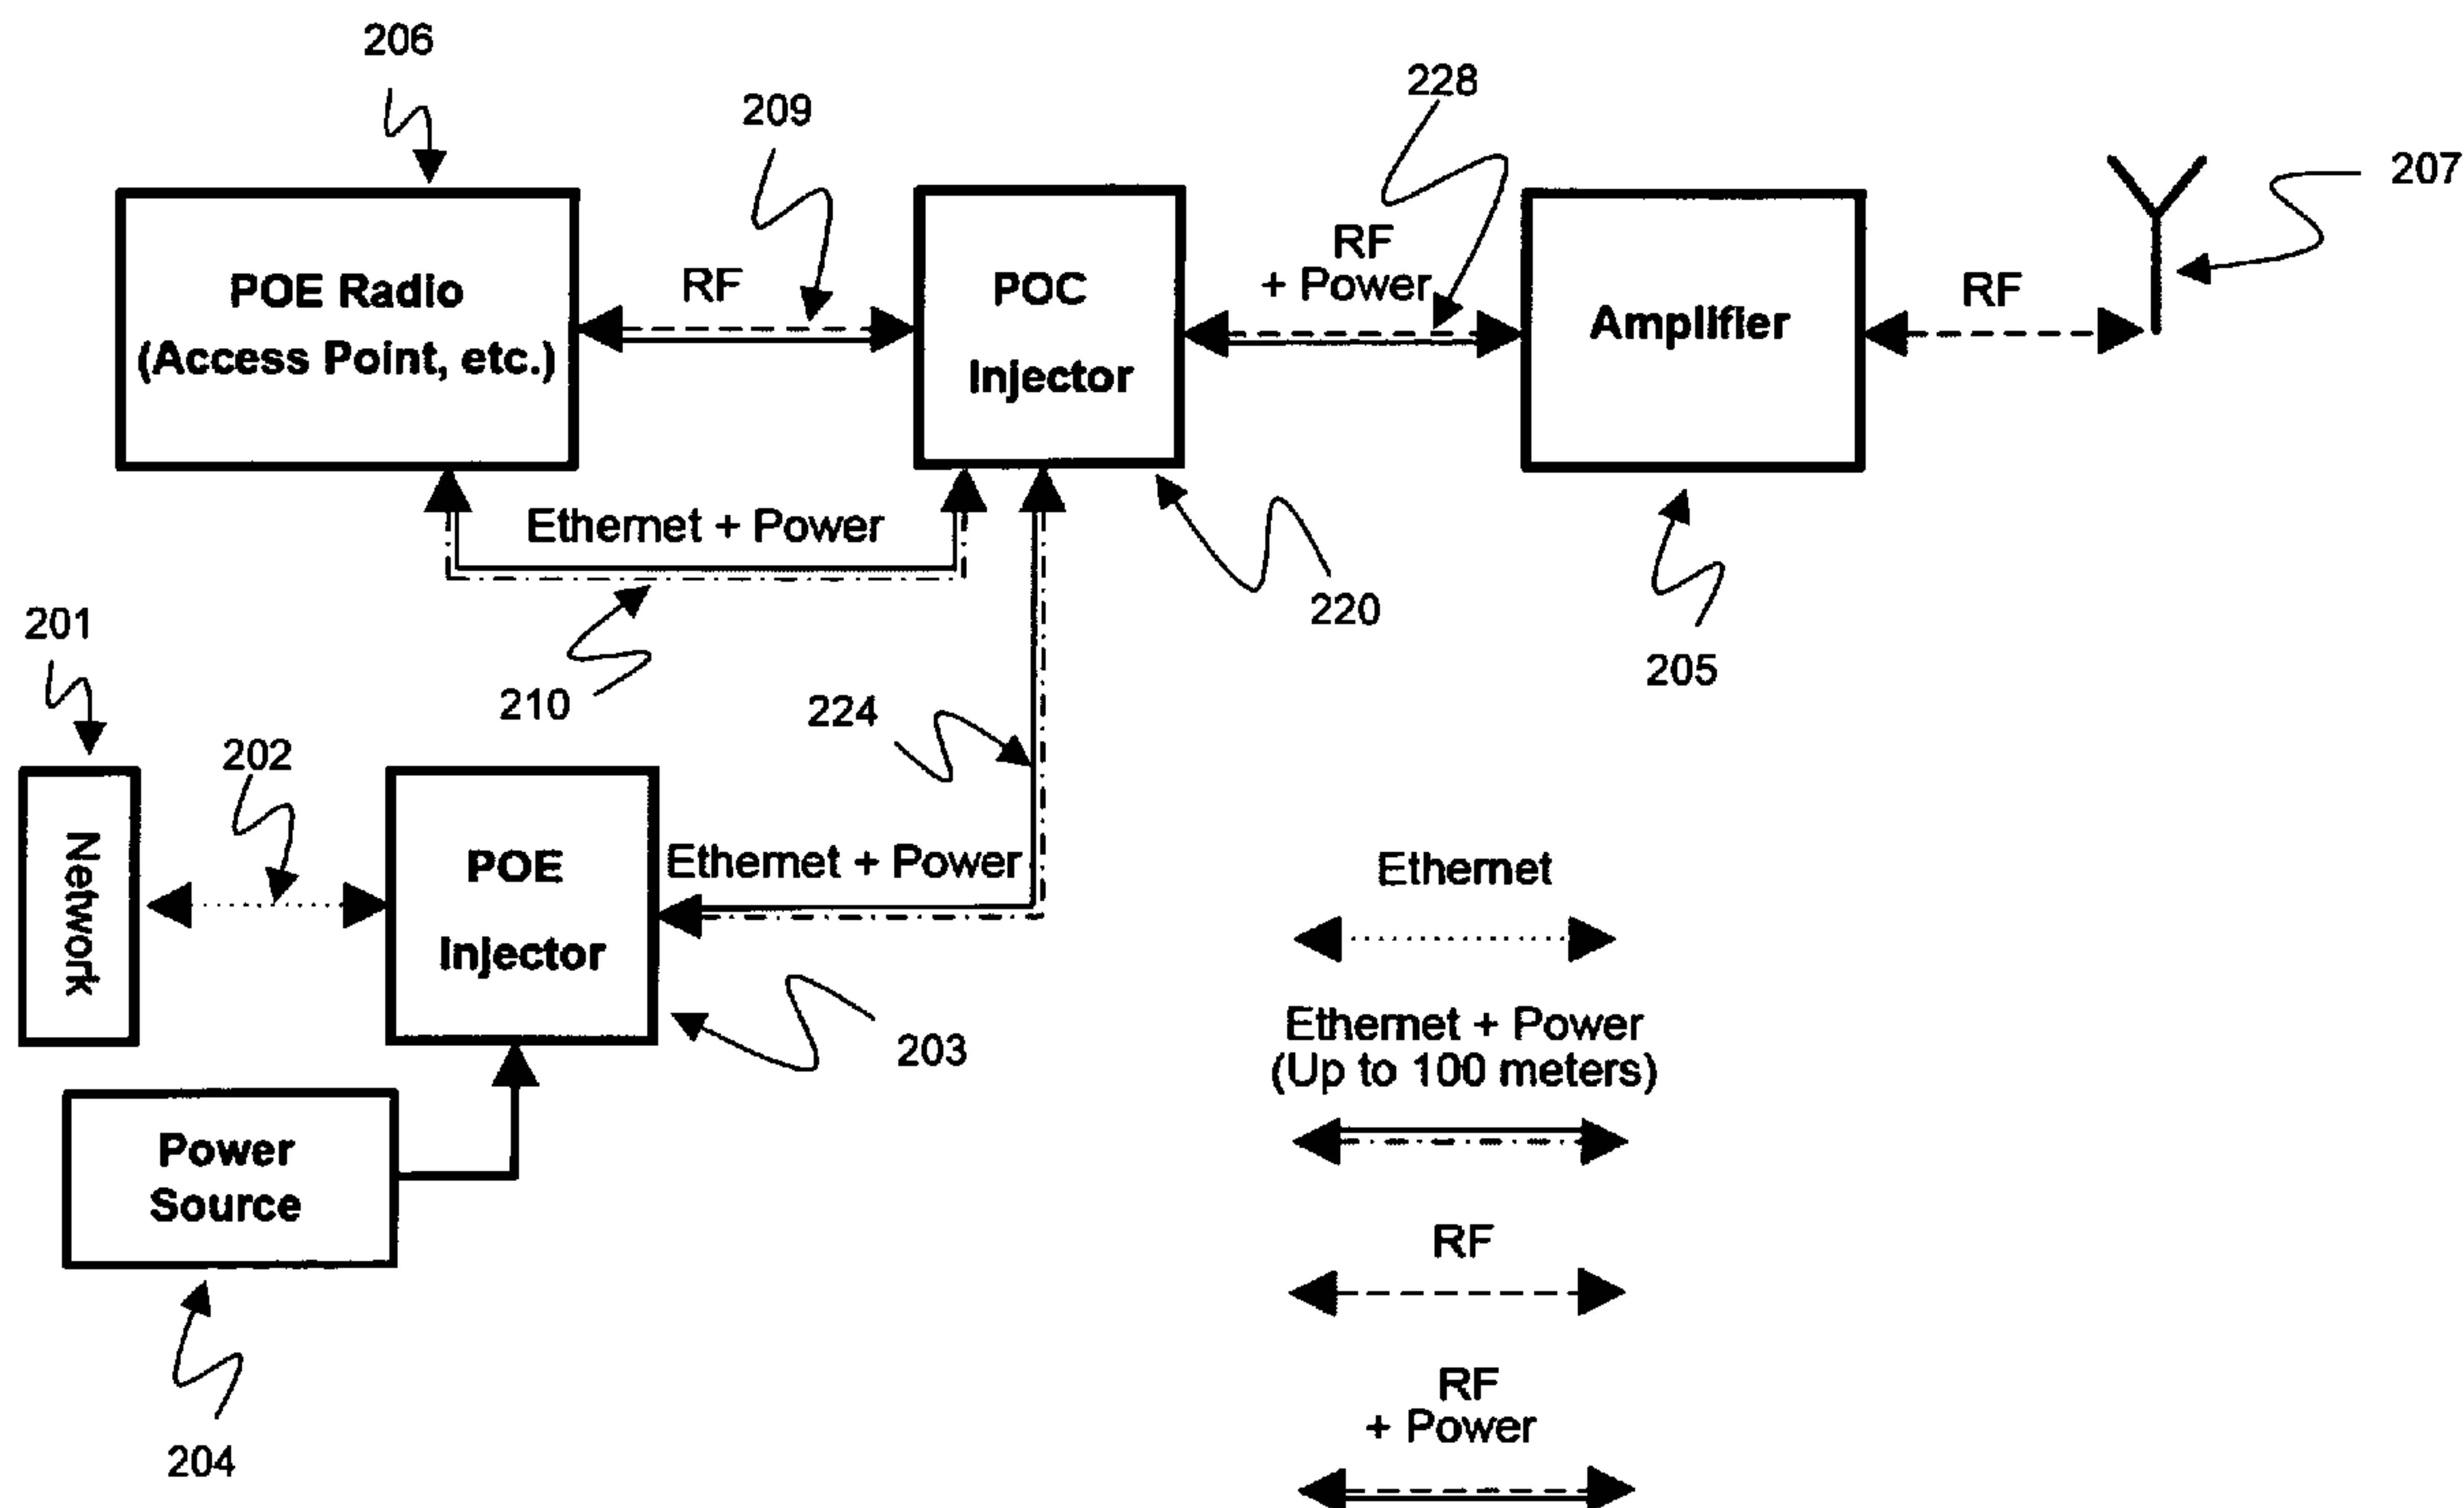 206
209
228
207
POE Radio
(Access Point, etc.)
RF
POC
Injector
RF
+ Power
Amplifier
RF
Ethernet + Power
210
220
205
201
202
224
Network
POE
Injector
Ethernet + Power
203
Power
Source
204
Ethernet
Ethernet + Power
(Up to 100 meters)
RF
RF
+ Power